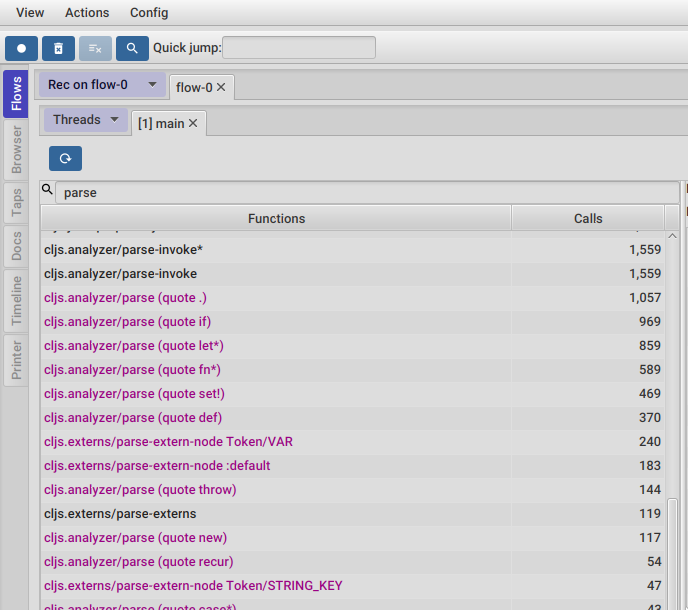 View Actions Config
Quick jump:
Flows
Browser
Taps
Docs
Timeline
Printer
Rec on flow-0 flow-0
Threads [1] main
parse
Functions Calls
cljs.analyzer/parse-invoke* 1,559
cljs.analyzer/parse-invoke 1,559
cljs.analyzer/parse (quote .) 1,057
cljs.analyzer/parse (quote if) 969
cljs.analyzer/parse (quote let*) 859
cljs.analyzer/parse (quote fn*) 589
cljs.analyzer/parse (quote set!) 469
cljs.analyzer/parse (quote def) 370
cljs.externs/parse-extern-node Token/VAR 240
cljs.externs/parse-extern-node :default 183
cljs.analyzer/parse (quote throw) 144
cljs.externs/parse-externs 119
cljs.analyzer/parse (quote new) 117
cljs.analyzer/parse (quote recur) 54
cljs.externs/parse-extern-node Token/STRING_KEY 47
cljs.analyzer/parse (quote case*) 43